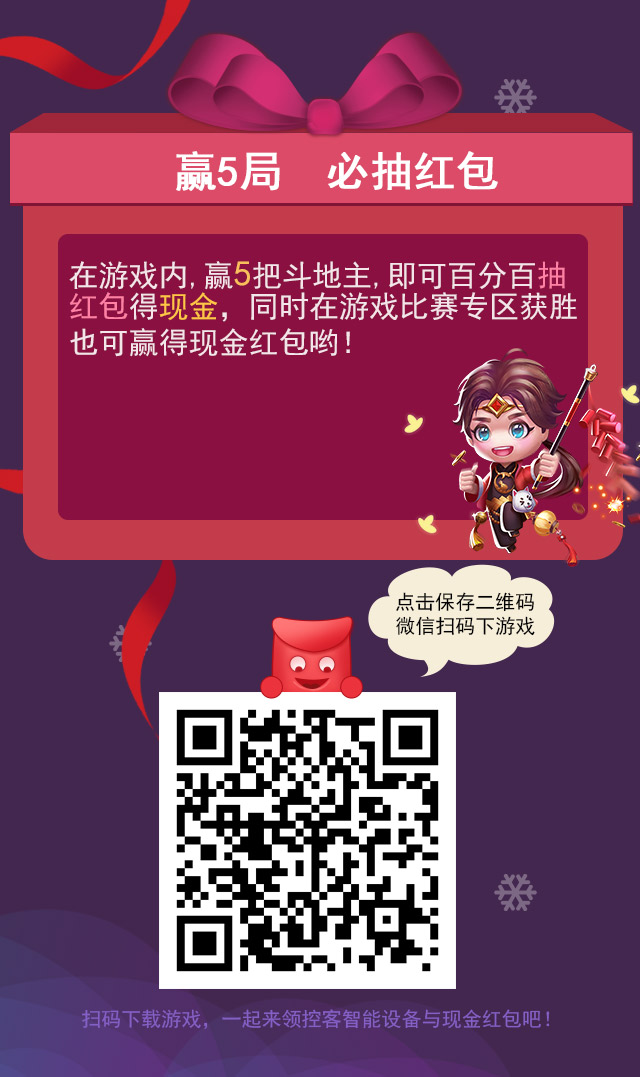 赢5局 必抽红包
在游戏内,赢5把斗地主,即可百分百抽
红包得现金，同时在游戏比赛专区获胜
也可赢得现金红包哟!
点击保存二维码
微信扫码下游戏
扫码下载游戏，一起来领控客智能设备与现金红包吧!